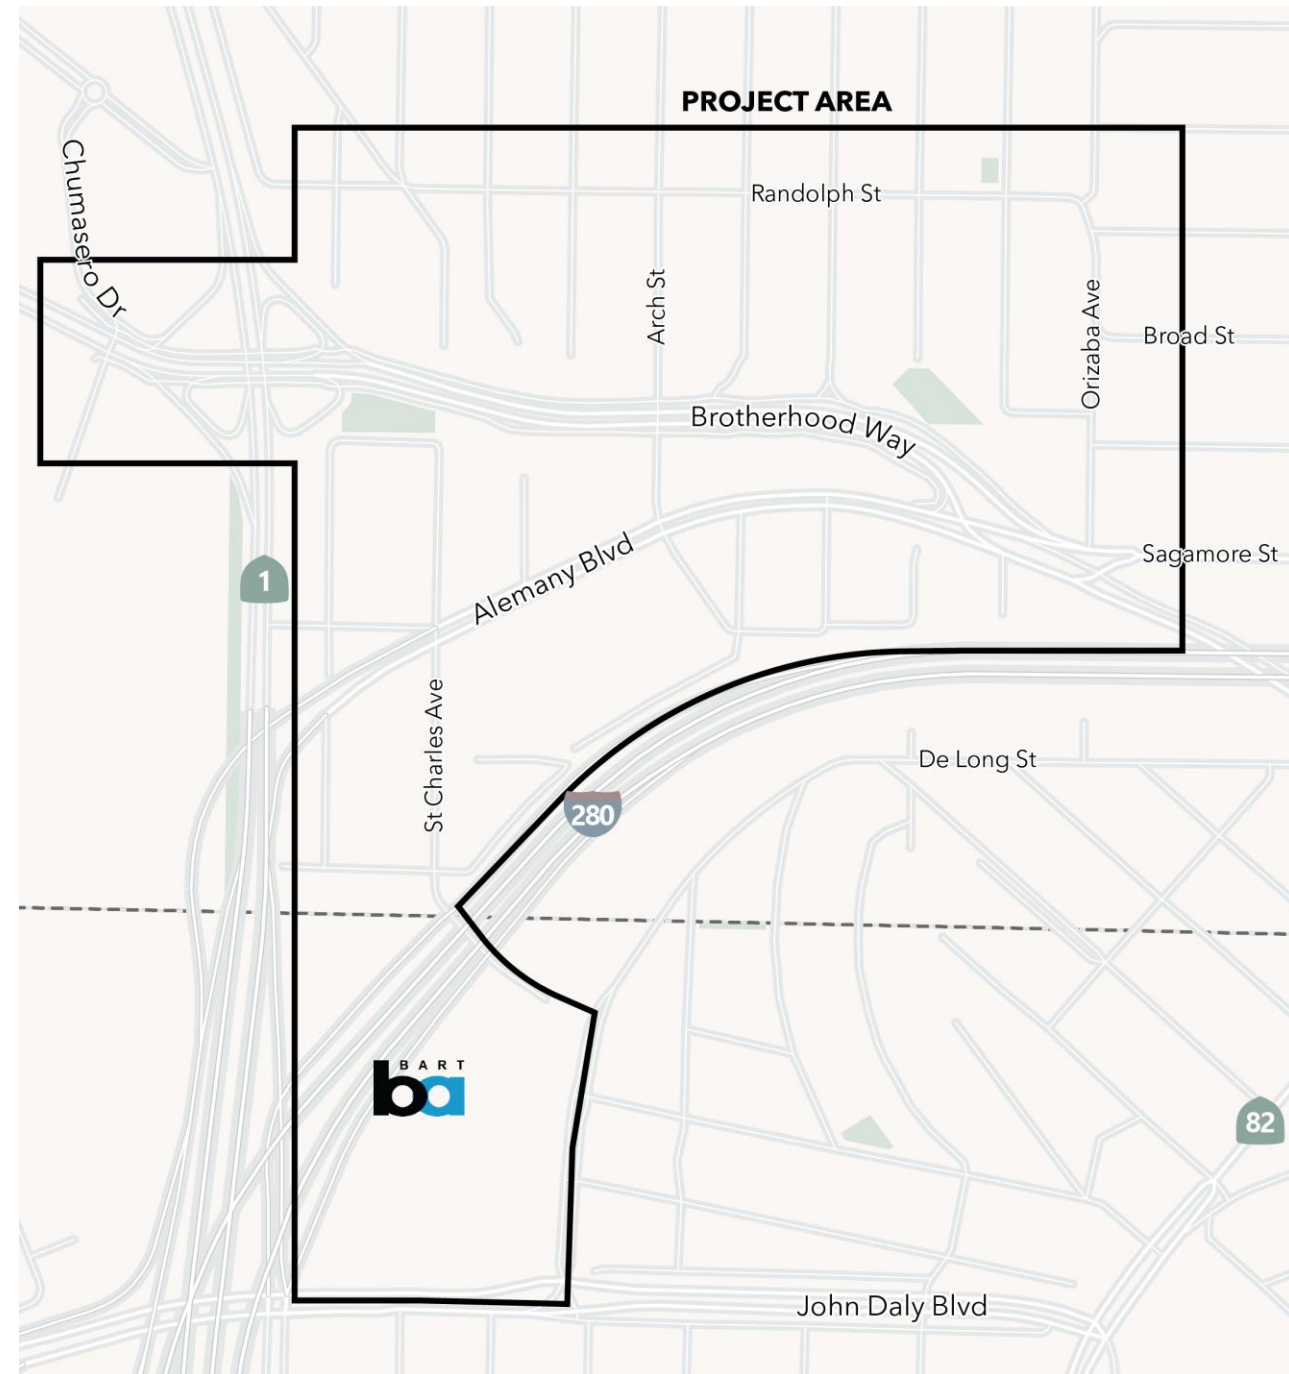 PROJECT AREA
Chumasero Dr
Randolph St
Arch St
Orizaba Ave
Broad St
Brotherhood Way
Alemany Blvd
Sagamore St
1
St Charles Ave
De Long St
280
BART
ba
82
John Daly Blvd